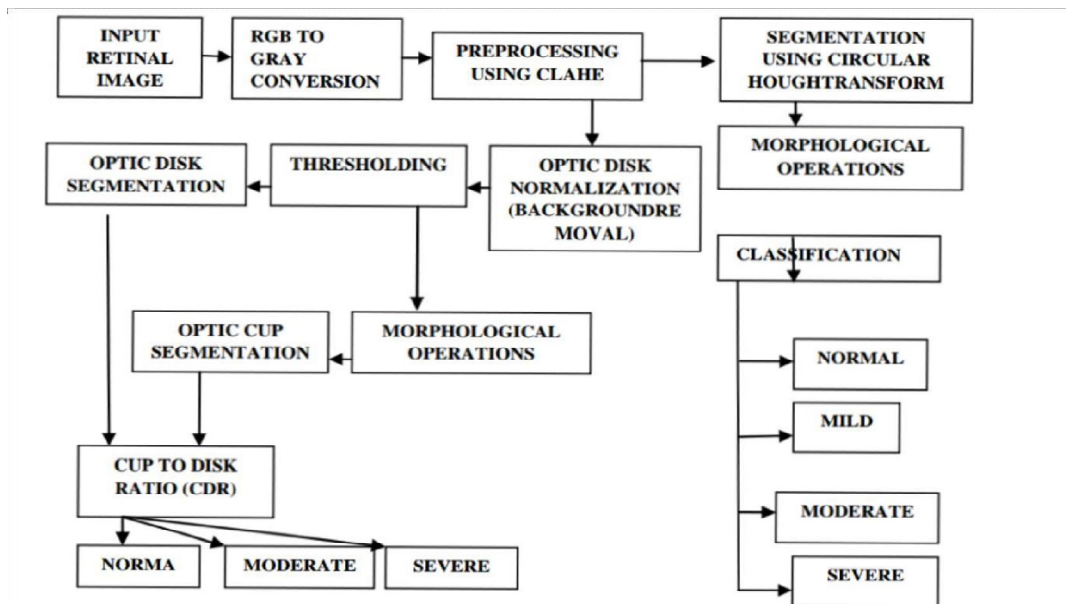 INPUT
RETINAL
IMAGE
RGB TO
GRAY
CONVERSION
PREPROCESSING
USING CLAHE
SEGMENTATION
USING CIRCULAR
HOUGHTRANSFORM
MORPHOLOGICAL
OPERATIONS
OPTIC DISK
SEGMENTATION
THRESHOLDING
OPTIC DISK
NORMALIZATION
(BACKGROUNDRE
MOVAL)
CLASSIFICATION
OPTIC CUP
SEGMENTATION
MORPHOLOGICAL
OPERATIONS
NORMAL
MILD
CUP TO DISK
RATIO (CDR)
MODERATE
NORMA
MODERATE
SEVERE
SEVERE